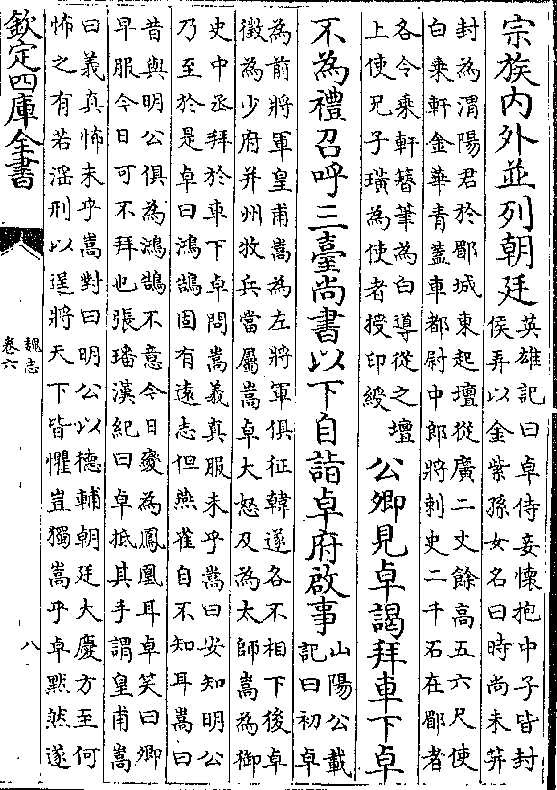 宗族内外並列朝廷
英雄記曰卓侍妾懷抱中子皆封
侯弄以金紫孫女名曰時尚未笄
封為渭陽君於郿城東起壇從廣二丈餘高五六尺使
白乗軒金華青蓋車都尉中郎將刺史二千石在郿者
各令乗軒簮筆為白導從之壇
上使兄子璜為使者授印綬
公卿見卓謁拜車下卓
不為禮召呼三臺尚書以下自詣卓府啟事
山陽公載
記曰初卓
為前將軍皇甫嵩為左將軍俱征韓遂各不相下後卓
徵為少府并州牧兵當屬嵩卓大怒及為太師嵩為御
史中丞拜於車下卓問嵩義真服未乎嵩曰安知明公
乃至於是卓曰鴻鵠固有遠志但燕雀自不知耳嵩曰
昔與明公俱為鴻鵠不意今日變為鳳凰耳卓笑曰卿
早服今日可不拜也張璠漢紀曰卓抵其手謂皇甫嵩
曰義真怖未乎嵩對曰明公以德輔朝廷大慶方至何
怖之有若淫刑以逞將天下皆懼豈獨嵩乎卓黙然遂
欽定四庫全書
魏志
卷六
八